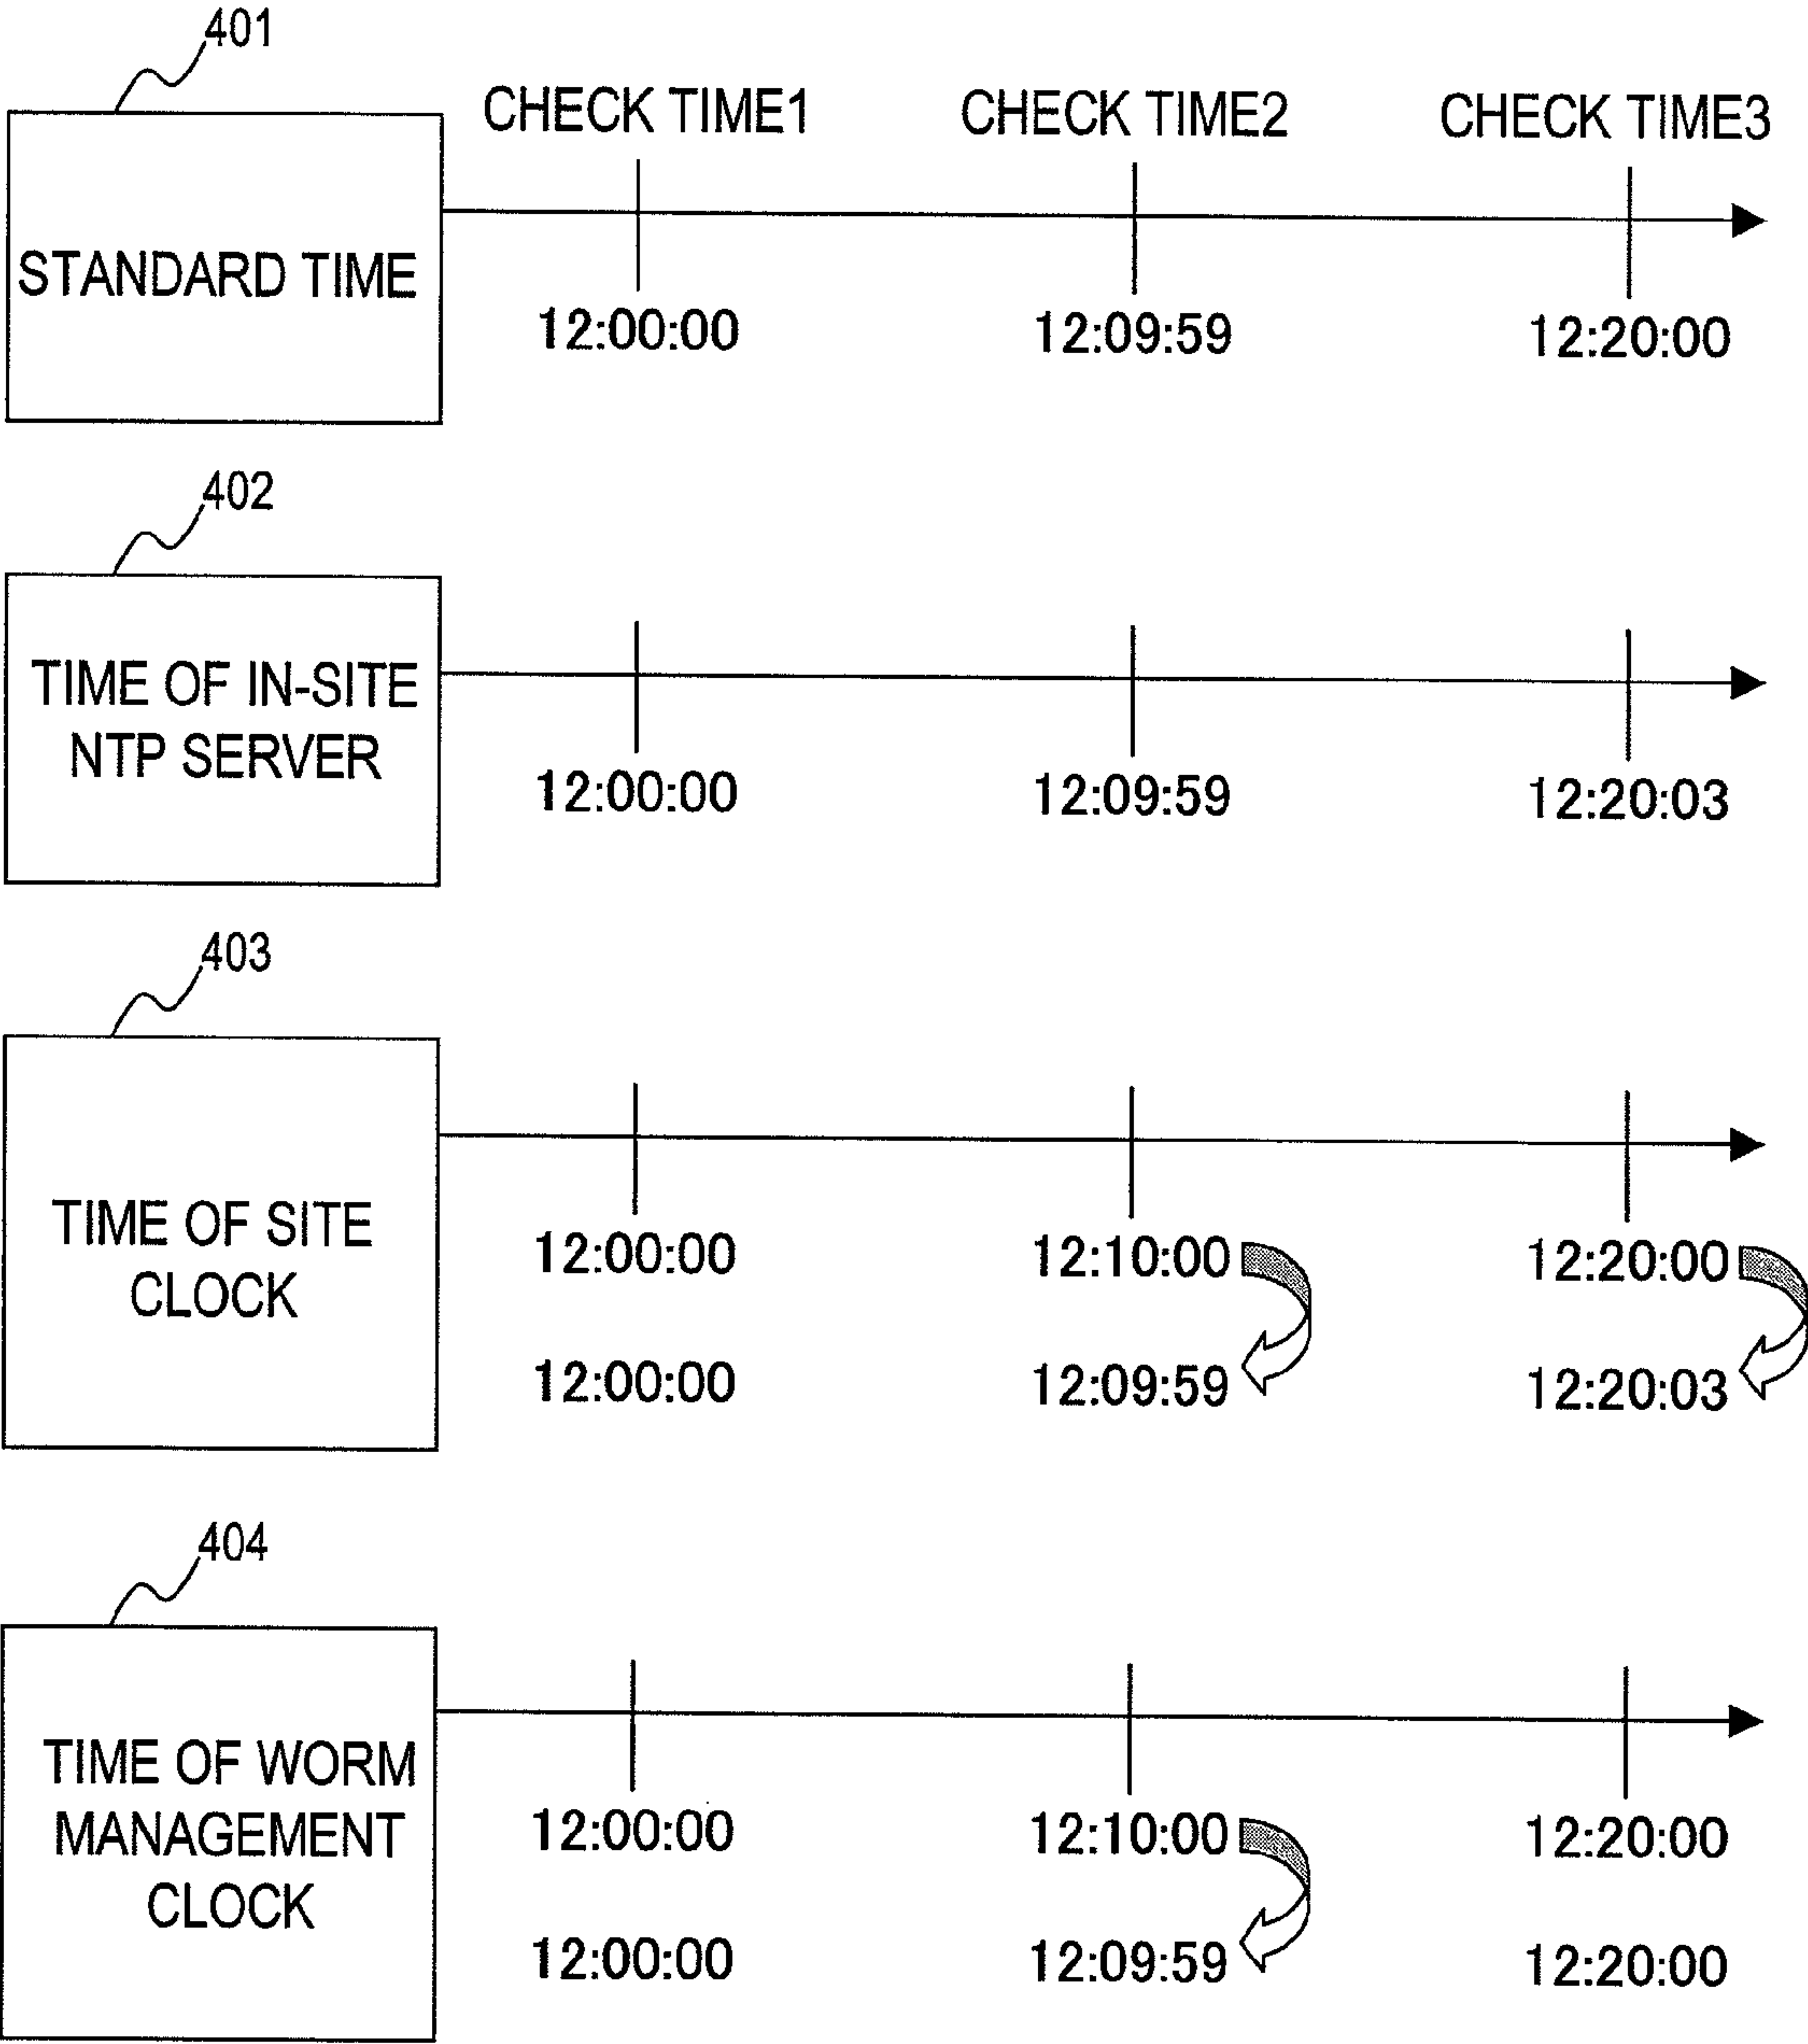 401
CHECK TIME1
CHECK TIME2
CHECK TIME3
STANDARD TIME
12:00:00
12:09:59
12:20:00
402
TIME OF IN-SITE
NTP SERVER
12:00:00
12:09:59
12:20:03
403
TIME OF SITE
CLOCK
12:00:00
12:10:00
12:20:00
12:00:00
12:09:59
12:20:03
404
TIME OF WORM
MANAGEMENT
CLOCK
12:00:00
12:10:00
12:20:00
12:00:00
12:09:59
12:20:00